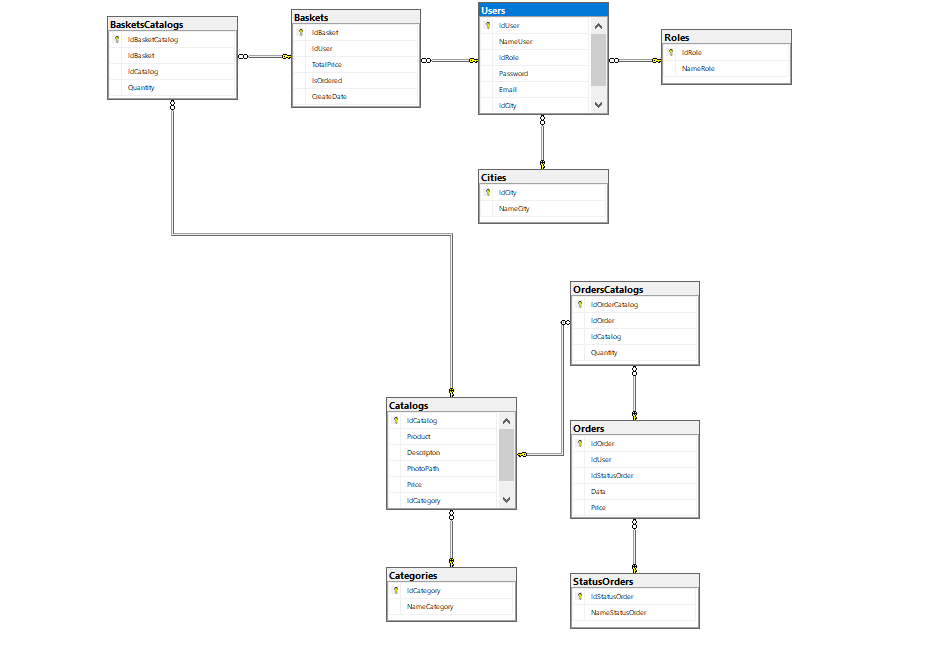 BasketsCatalogs
IdBasketCatalog
IdBasket
IdCatalog
Quantity
Baskets
IdBasket
IdUser
TotalPrice
IsOrdered
CreateDate
Users
IdUser
NameUser
IdRole
Password
Email
IdCity
Roles
IdRole
NameRole
Cities
IdCity
NameCity
OrdersCatalogs
IdOrderCatalog
IdOrder
IdCatalog
Quantity
Catalogs
IdCatalog
Product
Descripton
PhotoPath
Price
IdCategory
Orders
IdOrder
IdUser
IdStatusOrder
Data
Price
Categories
IdCategory
NameCategory
StatusOrders
IdStatusOrder
NameStatusOrder